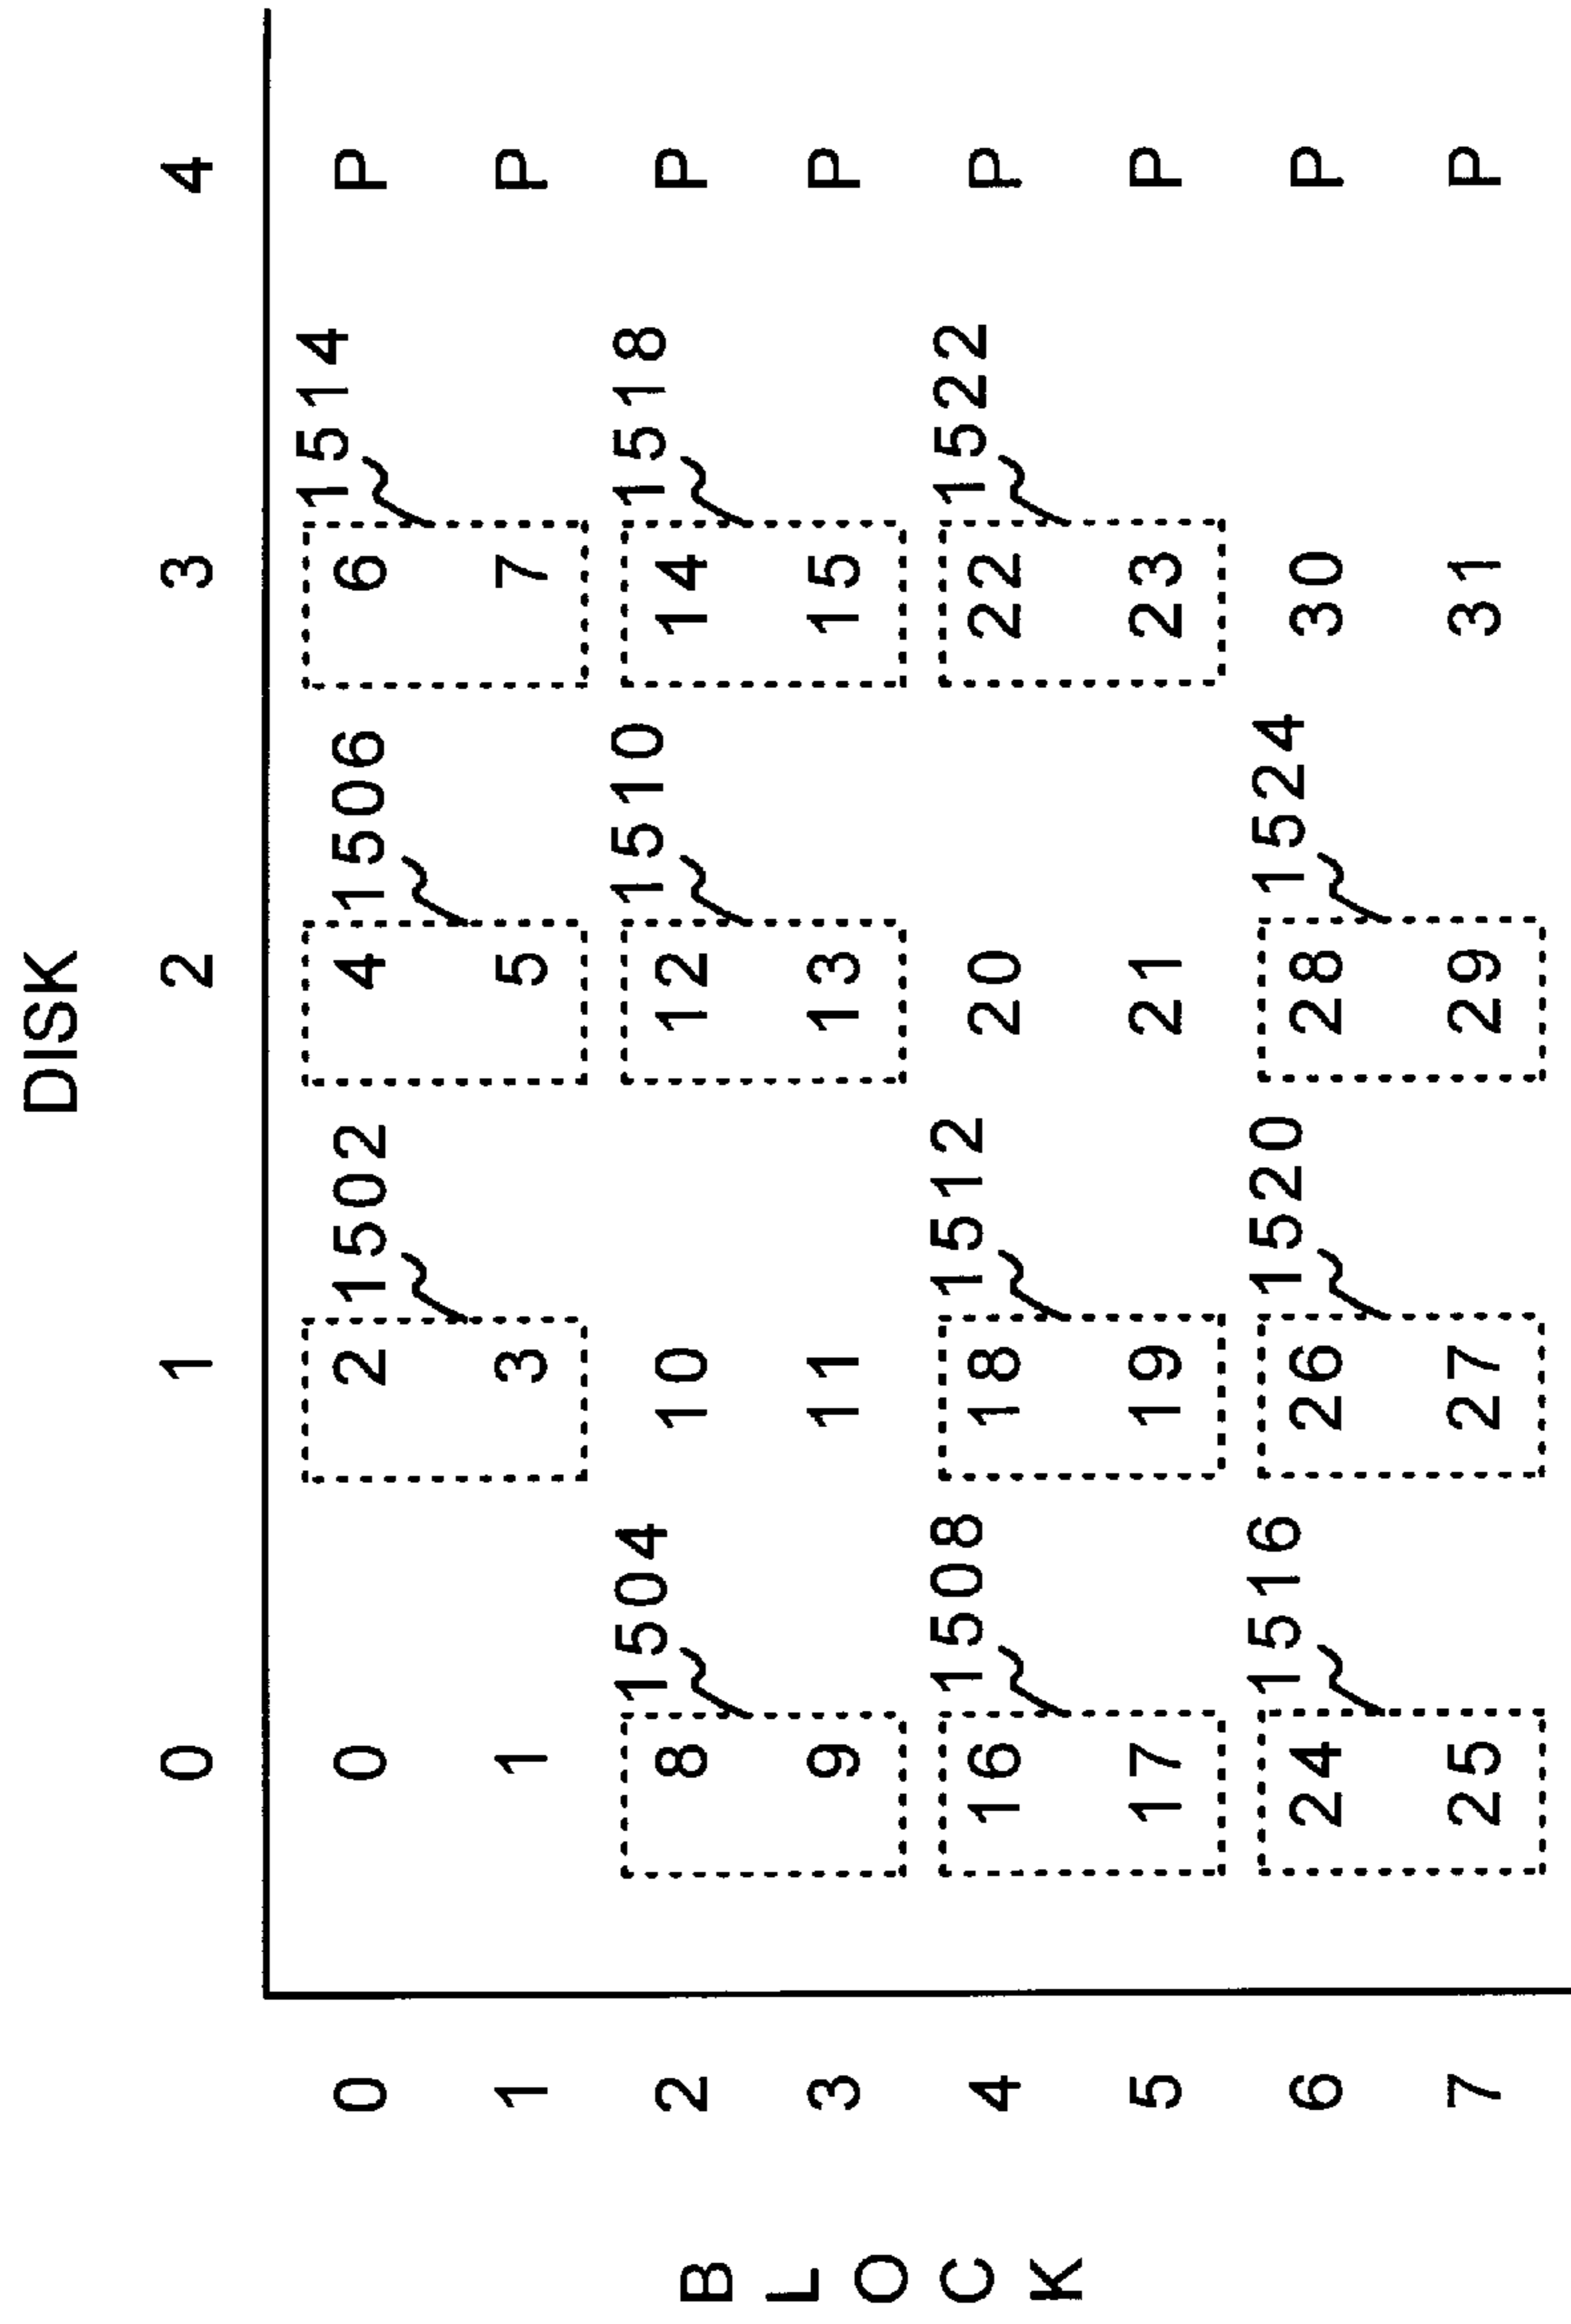 DISK
0 1 2 3 4
BLOCK
1514
0 0 2 1502 4 1506 6 P
1 1 3 5 7 P
1504 1510 1518
2 8 10 12 14 P
3 9 11 13 15 P
1508 1512 1522
4 16 18 20 22 P
5 17 19 21 23 P
1516 1520 1524
6 24 26 28 30 P
7 25 27 29 31 P